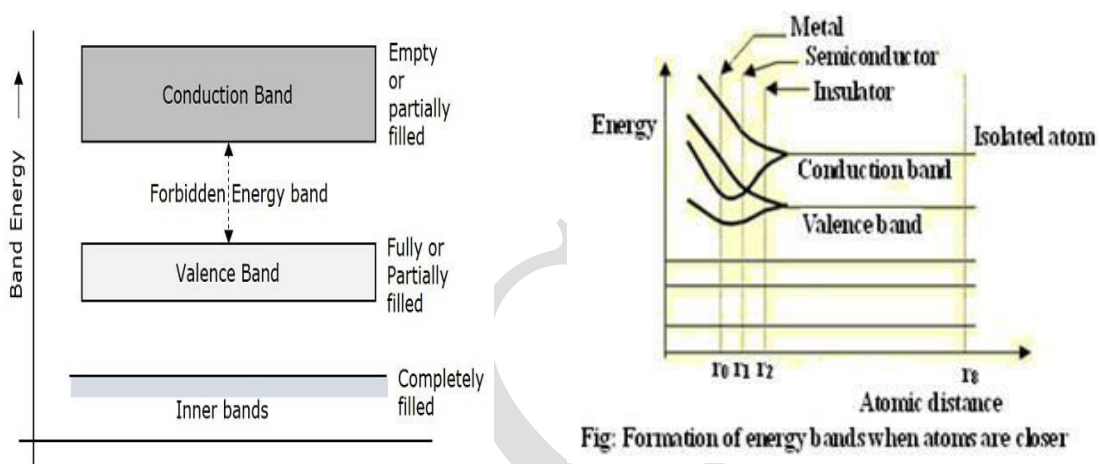 Band Energy
Conduction Band
Empty
or
partially
filled
Forbidden Energy band
Valence Band
Fully or
Partially
filled
Inner bands
Completely
filled
Metal
Semiconductor
Insulator
Energy
Isolated atom
Conduction band
Valence band
r0 r1 r2
r8
Atomic distance
Fig: Formation of energy bands when atoms are closer